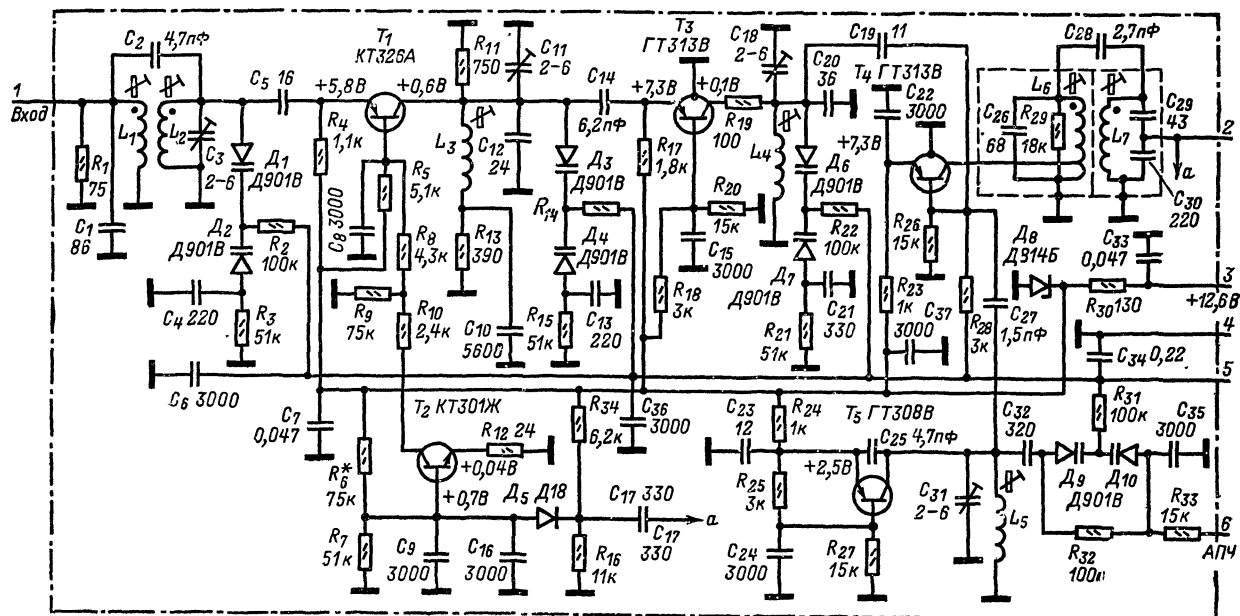 1
Вход
R1
75
C1
86
C2 4,7пФ
L1
L2
C3
2-6
C5 16
Д1
Д901В
Д2
Д901В
R2
100к
C4 220
R3
51к
C6 3000
C7
0,047
R4
1,1к
+5,8В
T1
КТ326А
+0,6В
R5
5,1к
C8 3000
R8
4,3к
R9
75к
R10
2,4к
R11
750
L3
R13
390
C10
5600
C11
2-6
C12
24
C14
6,2пФ
Д3
Д901В
R14
Д4
Д901В
R15
51к
C13
220
T3
ГТ313В
+7,3В
+0,1В
R17
1,8к
R18
3к
R19
100
R20
15к
C15
3000
C18
2-6
L4
C19 11
C20
36
Д6
Д901В
R22
100к
Д7
Д901В
C21
330
R21
51к
T4 ГТ313В
C22
3000
+7,3В
R26
15к
R23
1к
C37
3000
R28
3к
C27
1,5пФ
C28 2,7пФ
L6
C26
68
R29
18к
L7
C29
43
C30
220
2
а
Д8
Д814Б
C33
0,047
R30 130
3
+12,6В
4
C34 0,22
5
R31
100к
C35
3000
C32
320
Д9
Д10
Д901В
R33
15к
R32
100к
6
АПЧ
R6*
75к
R7
51к
T2 КТ301Ж
R12 24
+0,04В
+0,7В
C9
3000
C16
3000
Д5 Д18
R34
6,2к
C36
3000
C17 330
а
C17
330
R16
11к
C23
12
R24
1к
T5 ГТ308В
C25 4,7пФ
+2,5В
R25
3к
C24
3000
R27
15к
C31
2-6
L5